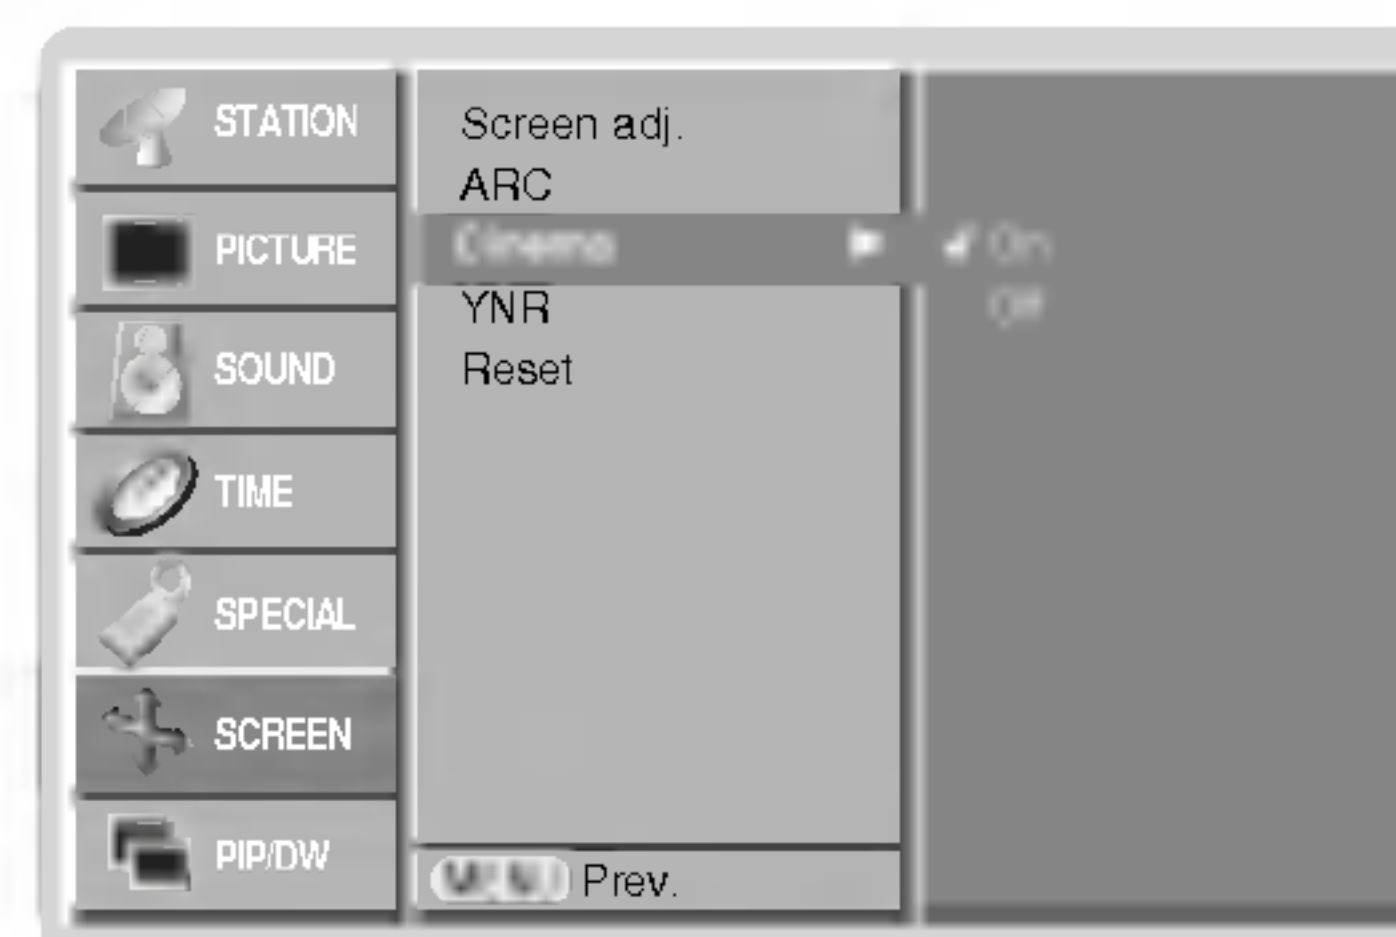 STATION
PICTURE
SOUND
TIME
SPECIAL
SCREEN
PIP/DW
Screen adj.
ARC
Cinema
YNR
Reset
MENU Prev.
On
Off